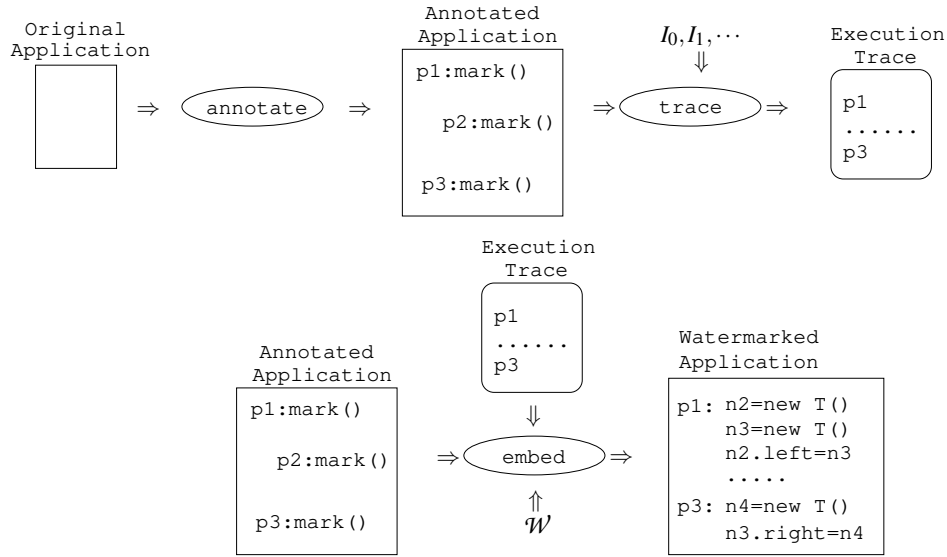 Original
Application
⇒ annotate ⇒
Annotated
Application
p1:mark()
p2:mark()
p3:mark()
I0,I1,···
⇓
⇒ trace ⇒
Execution
Trace
p1
......
p3
Execution
Trace
p1
......
p3
⇓
Annotated
Application
p1:mark()
p2:mark()
p3:mark()
⇒ embed ⇒
⇑
W
Watermarked
Application
p1: n2=new T()
n3=new T()
n2.left=n3
.....
p3: n4=new T()
n3.right=n4